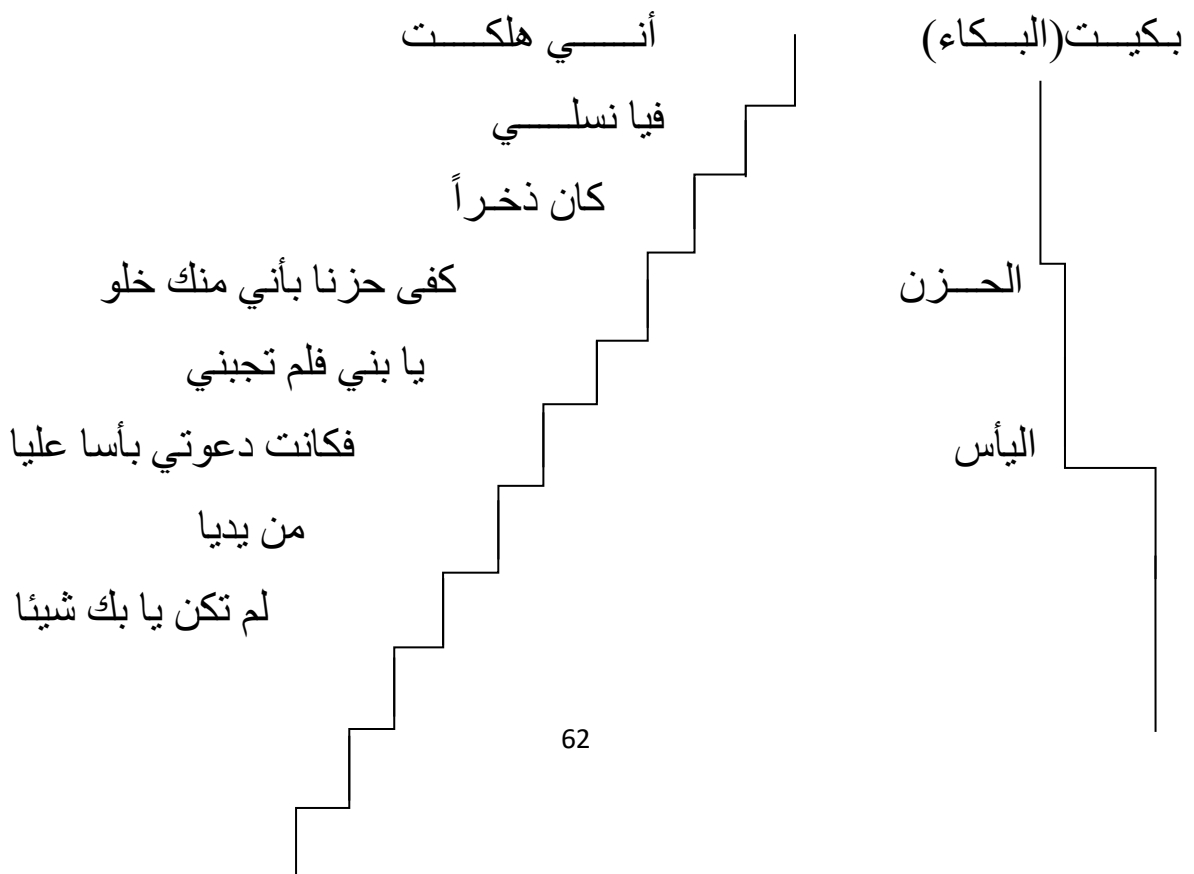 بكيت(البكاء) أني هلكت
فيا نسلي
كان ذخراً
الحزن كفى حزنا بأني منك خلو
يا بني فلم تجبني
اليأس فكانت دعوتي بأسا عليا
من يديا
لم تكن يا بك شيئا
62